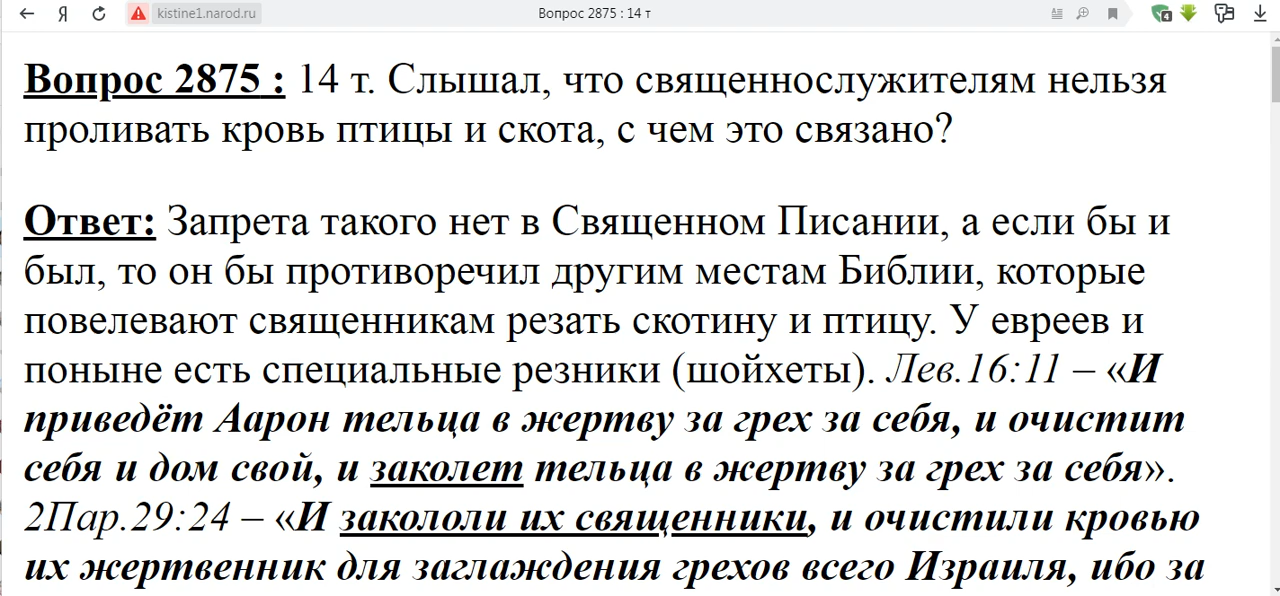 kistine1.narod.ru
Вопрос 2875 : 14 т
4
Вопрос 2875 : 14 т. Слышал, что священнослужителям нельзя
проливать кровь птицы и скота, с чем это связано?
Ответ: Запрета такого нет в Священном Писании, а если бы и
был, то он бы противоречил другим местам Библии, которые
повелевают священникам резать скотину и птицу. У евреев и
поныне есть специальные резники (шойхеты). Лев.16:11 – «И
приведёт Аарон тельца в жертву за грех за себя, и очистит
себя и дом свой, и заколет тельца в жертву за грех за себя».
2Пар.29:24 – «И закололи их священники, и очистили кровью
их жертвенник для заглаждения грехов всего Израиля, ибо за